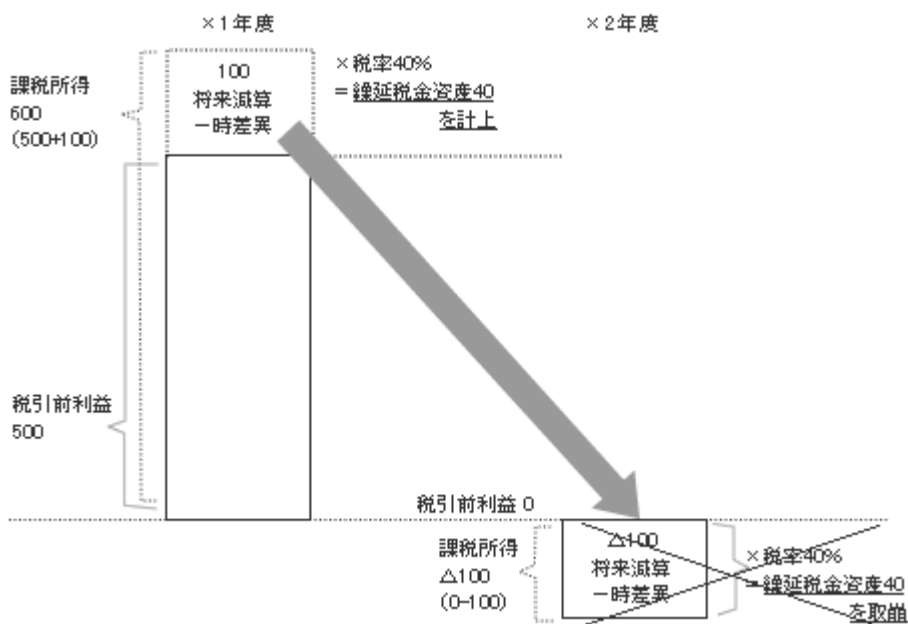 ×1年度
×2年度
課税所得
600
(500+100)
100
将来減算
一時差異
×税率40%
=繰延税金資産40
を計上
税引前利益
500
税引前利益 0
課税所得
△100
(0-100)
△100
将来減算
一時差異
×税率40%
=繰延税金資産40
を取崩